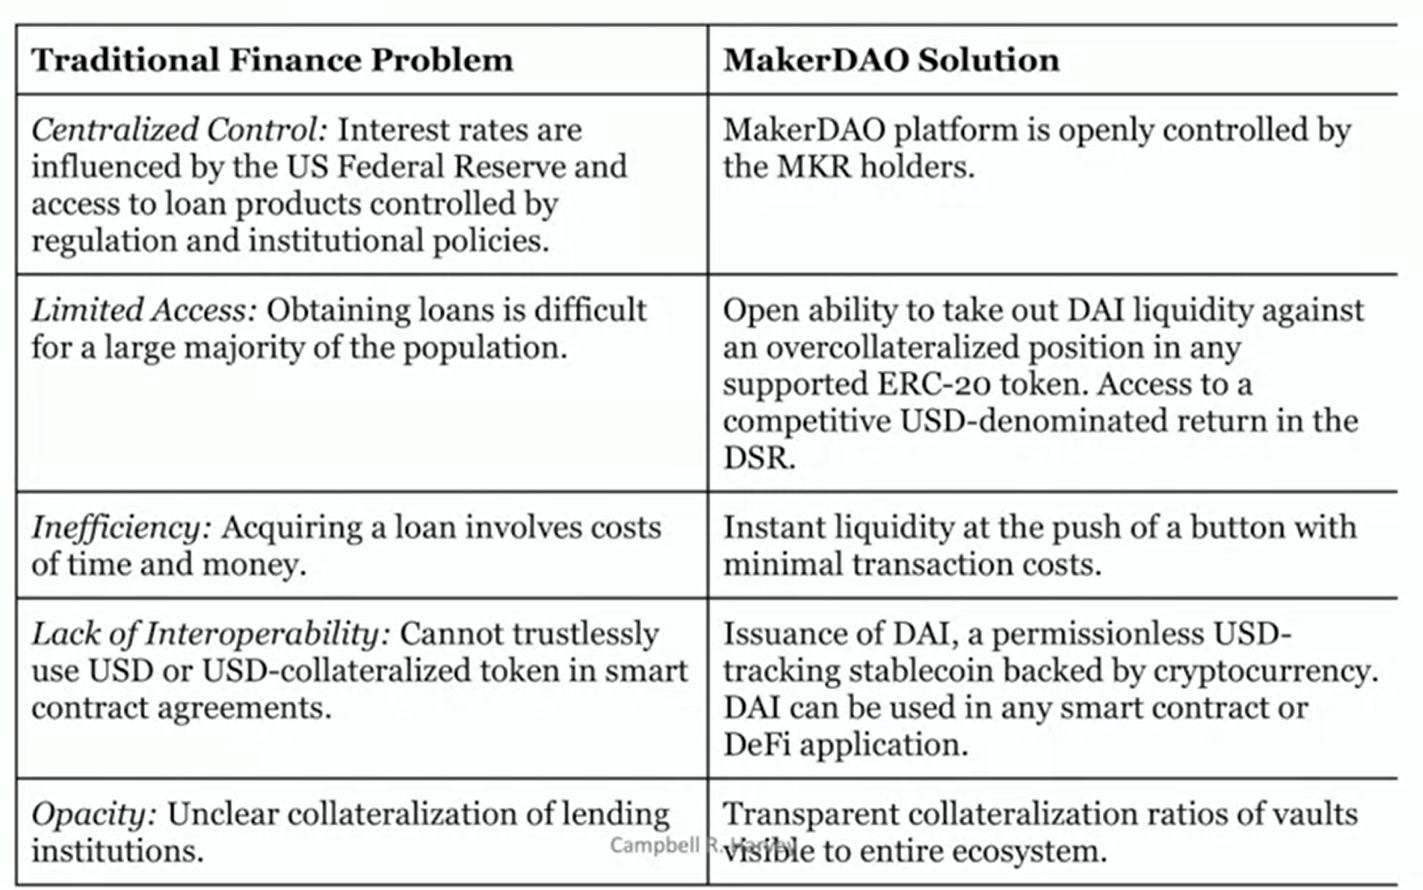 Traditional Finance Problem
MakerDAO Solution
Centralized Control: Interest rates are
influenced by the US Federal Reserve and
access to loan products controlled by
regulation and institutional policies.
MakerDAO platform is openly controlled by
the MKR holders.
Limited Access: Obtaining loans is difficult
for a large majority of the population.
Open ability to take out DAI liquidity against
an overcollateralized position in any
supported ERC-20 token. Access to a
competitive USD-denominated return in the
DSR.
Inefficiency: Acquiring a loan involves costs
of time and money.
Instant liquidity at the push of a button with
minimal transaction costs.
Lack of Interoperability: Cannot trustlessly
use USD or USD-collateralized token in smart
contract agreements.
Issuance of DAI, a permissionless USD-
tracking stablecoin backed by cryptocurrency.
DAI can be used in any smart contract or
DeFi application.
Opacity: Unclear collateralization of lending
institutions.
Transparent collateralization ratios of vaults
visible to entire ecosystem.
Campbell R. Harvey